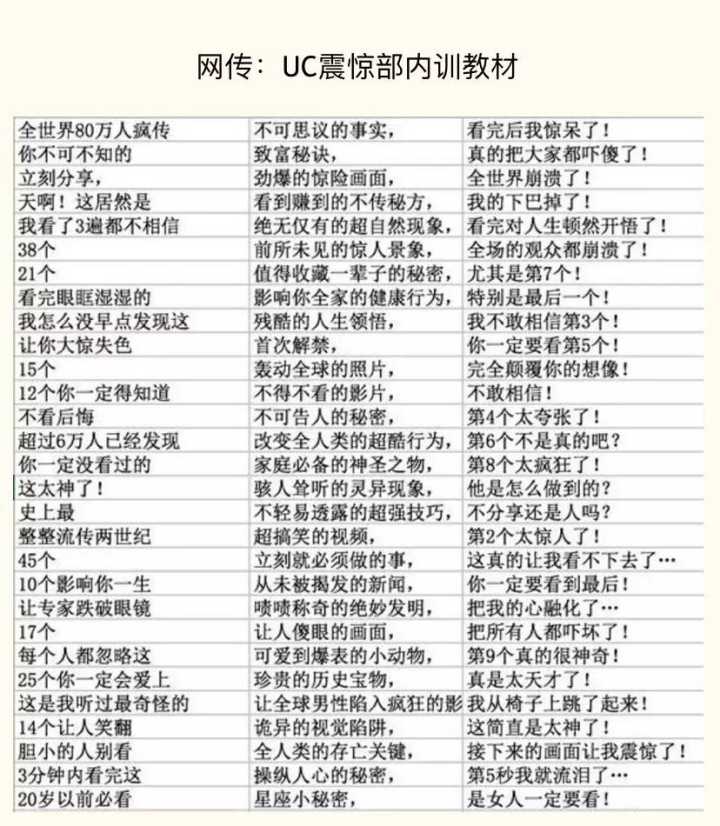 网传：UC震惊部内训教材
全世界80万人疯传 不可思议的事实， 看完后我惊呆了！
你不可不知的 致富秘诀， 真的把大家都吓傻了！
立刻分享， 劲爆的惊险画面， 全世界崩溃了！
天啊！这居然是 看到赚到的不传秘方， 我的下巴掉了！
我看了3遍都不相信 绝无仅有的超自然现象， 看完对人生顿然开悟了！
38个 前所未见的惊人景象， 全场的观众都崩溃了！
21个 值得收藏一辈子的秘密， 尤其是第7个！
看完眼眶湿湿的 影响你全家的健康行为， 特别是最后一个！
我怎么没早点发现这 残酷的人生领悟， 我不敢相信第3个！
让你大惊失色 首次解禁， 你一定要看第5个！
15个 轰动全球的照片， 完全颠覆你的想像！
12个你一定得知道 不得不看的影片， 不敢相信！
不看后悔 不可告人的秘密， 第4个太夸张了！
超过6万人已经发现 改变全人类的超酷行为， 第6个不是真的吧？
你一定没看过的 家庭必备的神圣之物， 第8个太疯狂了！
这太神了！ 骇人耸听的灵异现象， 他是怎么做到的？
史上最 不轻易透露的超强技巧， 不分享还是人吗？
整整流传两世纪 超搞笑的视频， 第2个太惊人了！
45个 立刻就必须做的事， 这真的让我看不下去了…
10个影响你一生 从未被揭发的新闻， 你一定要看到最后！
让专家跌破眼镜 啧啧称奇的绝妙发明， 把我的心融化了…
17个 让人傻眼的画面， 把所有人都吓坏了！
每个人都忽略这 可爱到爆表的小动物， 第9个真的很神奇！
25个你一定会爱上 珍贵的历史宝物， 真是太天才了！
这是我听过最奇怪的 让全球男性陷入疯狂的影 我从椅子上跳了起来！
14个让人笑翻 诡异的视觉陷阱， 这简直是太神了！
胆小的人别看 全人类的存亡关键， 接下来的画面让我震惊了！
3分钟内看完这 操纵人心的秘密， 第5秒我就流泪了…
20岁以前必看 星座小秘密， 是女人一定要看！